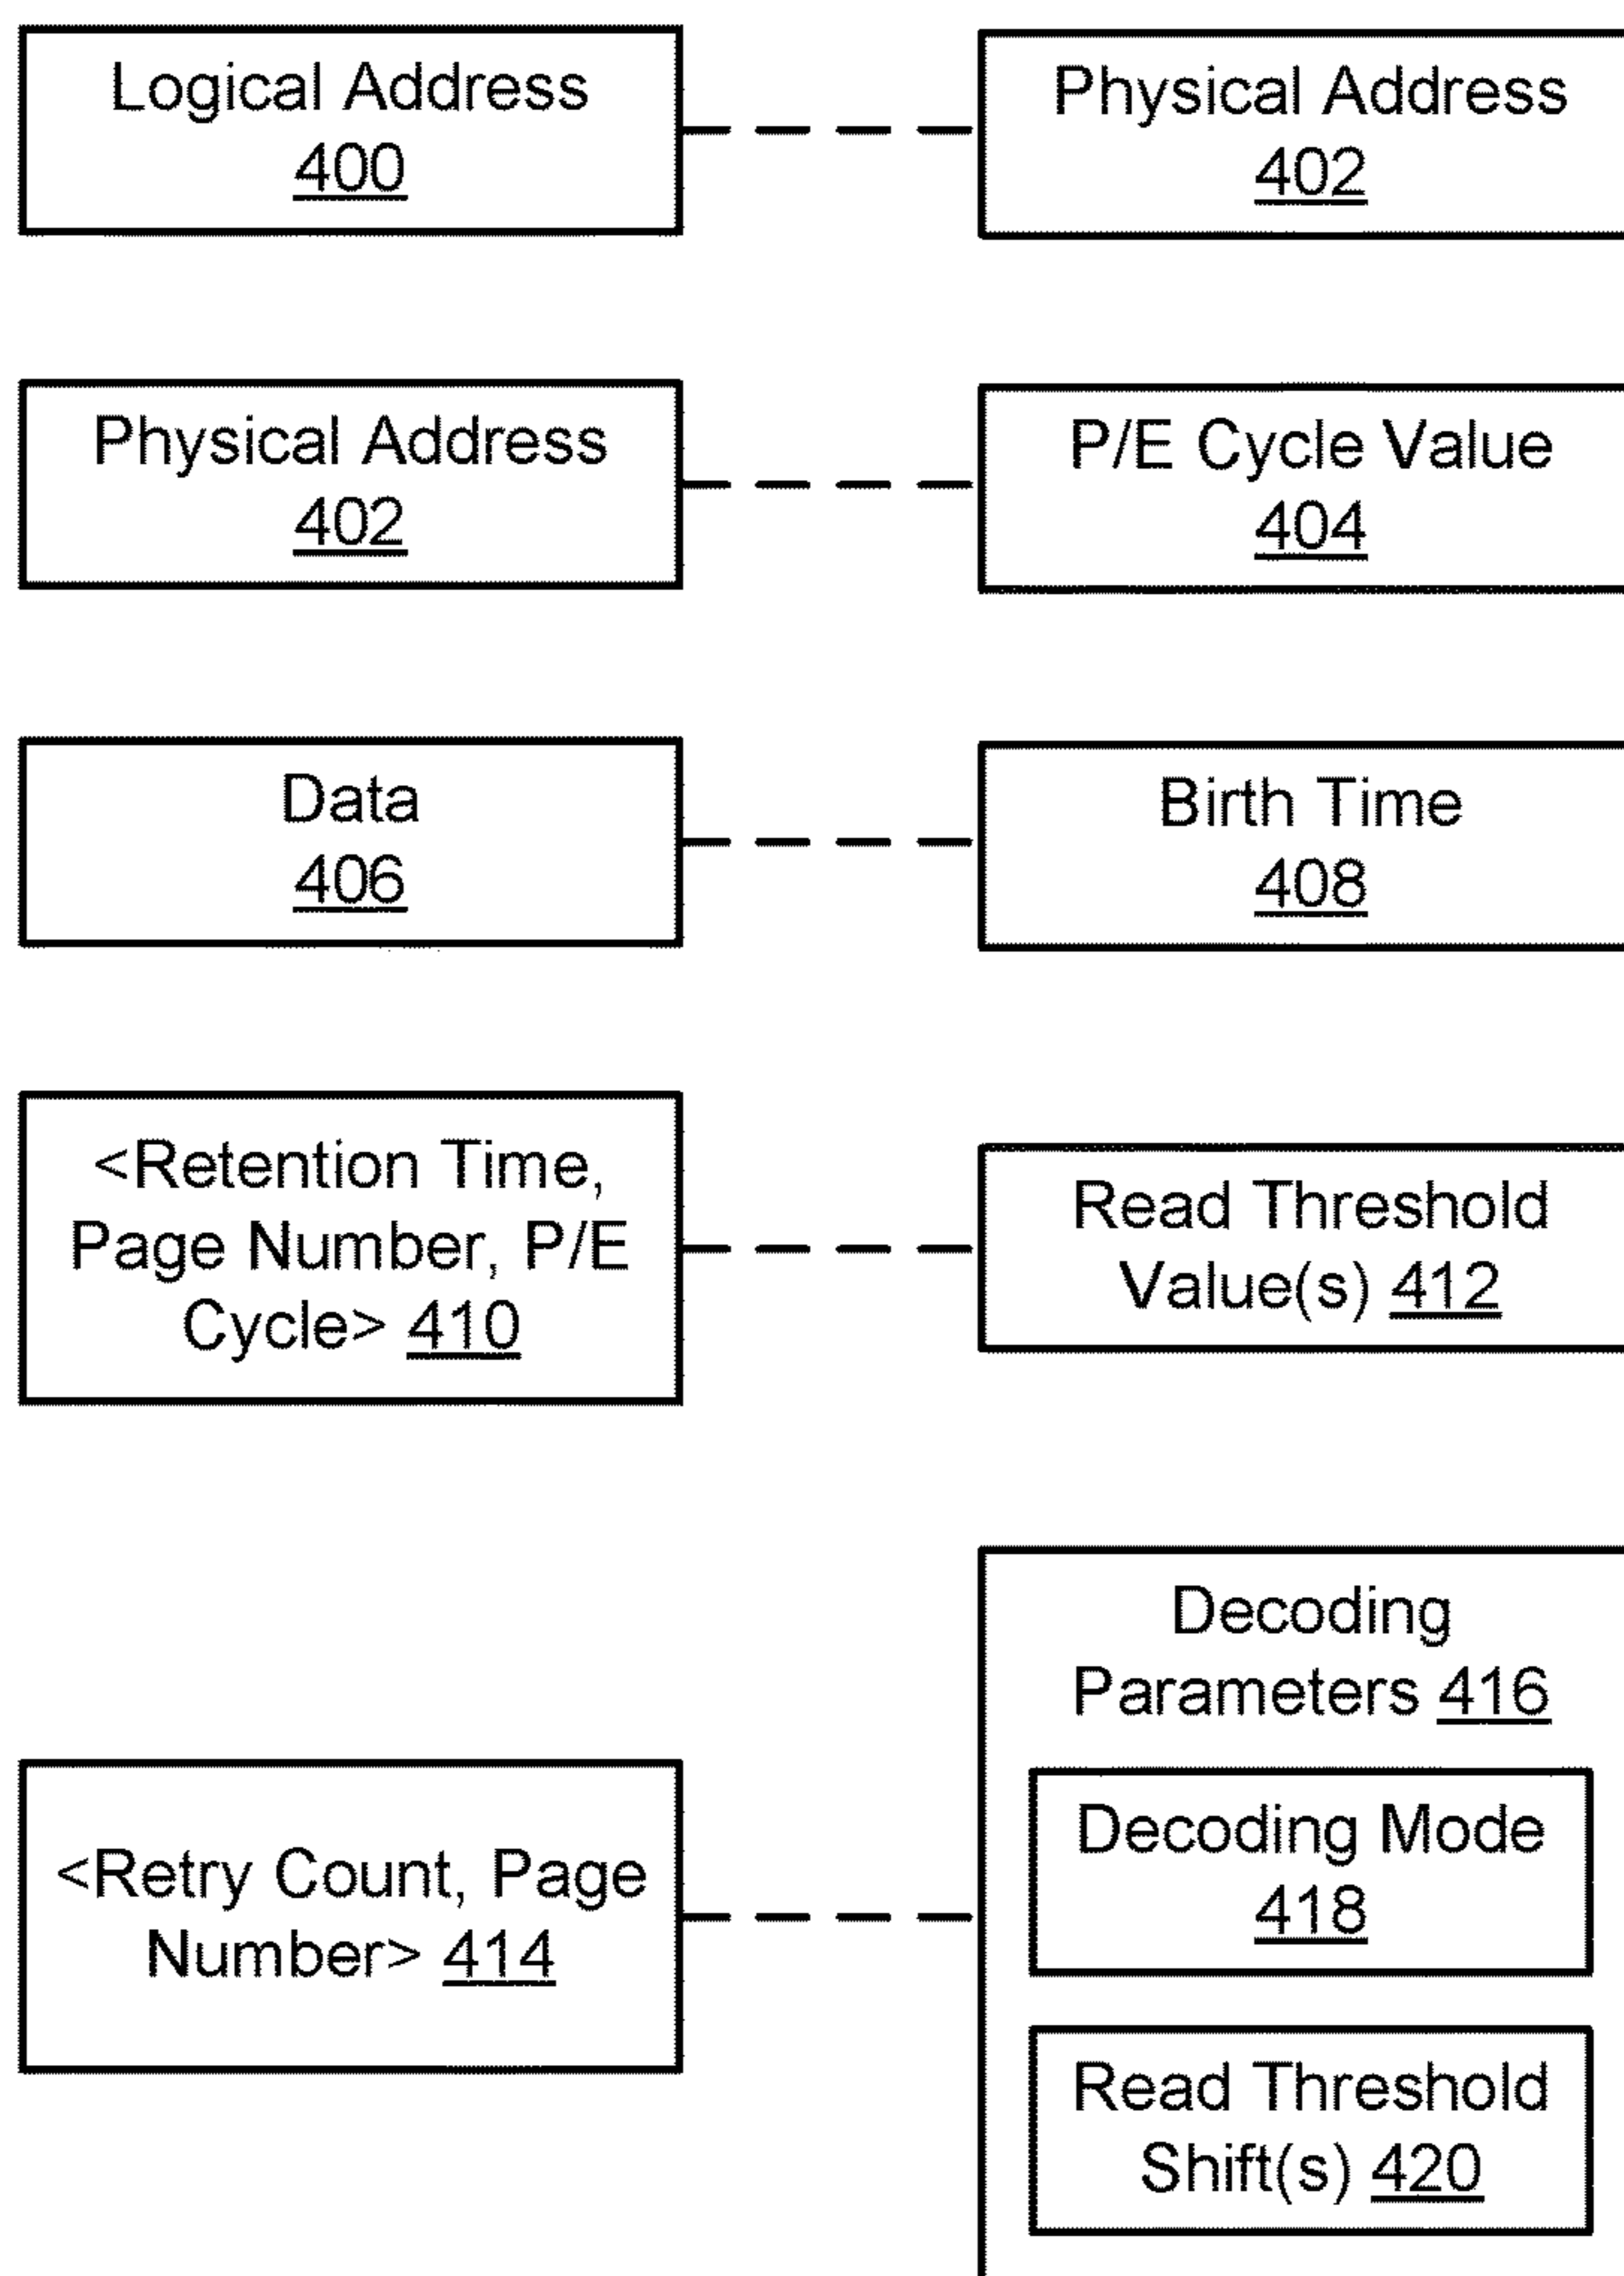 Logical Address
400
Physical Address
402
Physical Address
402
P/E Cycle Value
404
Data
406
Birth Time
408
<Retention Time,
Page Number, P/E
Cycle> 410
Read Threshold
Value(s) 412
<Retry Count, Page
Number> 414
Decoding
Parameters 416
Decoding Mode
418
Read Threshold
Shift(s) 420